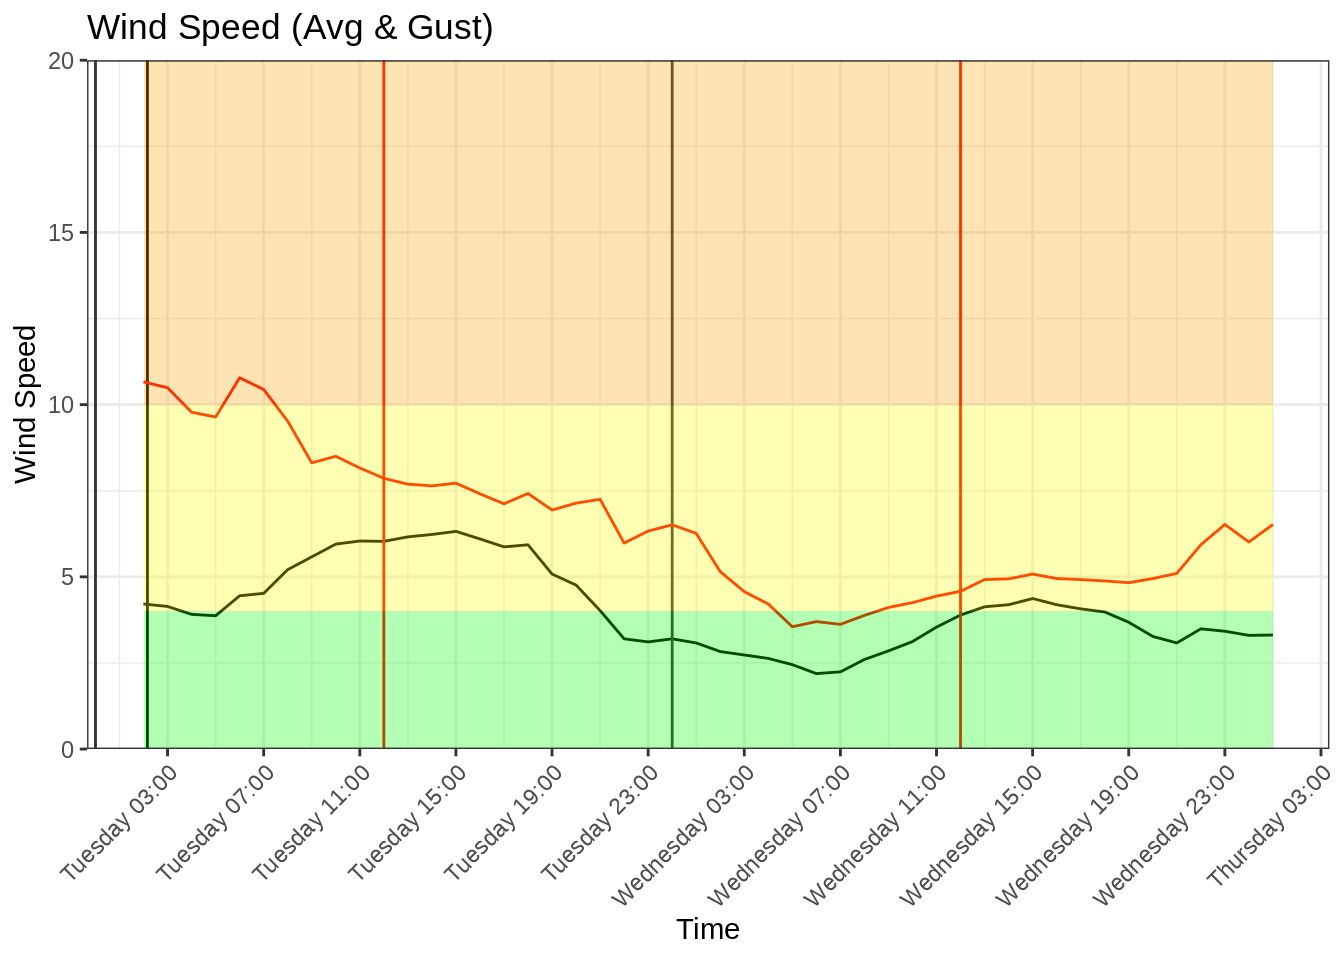 Wind Speed (Avg & Gust)
20
15
10
5
0
Wind Speed
Tuesday 03:00
Tuesday 07:00
Tuesday 11:00
Tuesday 15:00
Tuesday 19:00
Tuesday 23:00
Wednesday 03:00
Wednesday 07:00
Wednesday 11:00
Wednesday 15:00
Wednesday 19:00
Wednesday 23:00
Thursday 03:00
Time